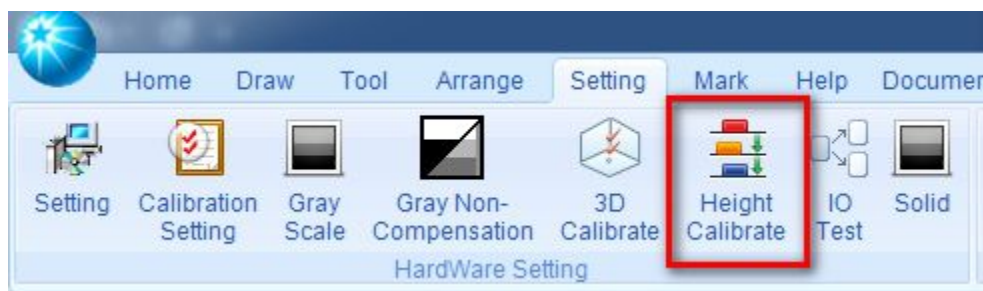 Home Draw Tool Arrange Setting Mark Help Documen
Setting Calibration Gray Gray Non- 3D Height IO Solid
Setting Scale Compensation Calibrate Calibrate Test
HardWare Setting